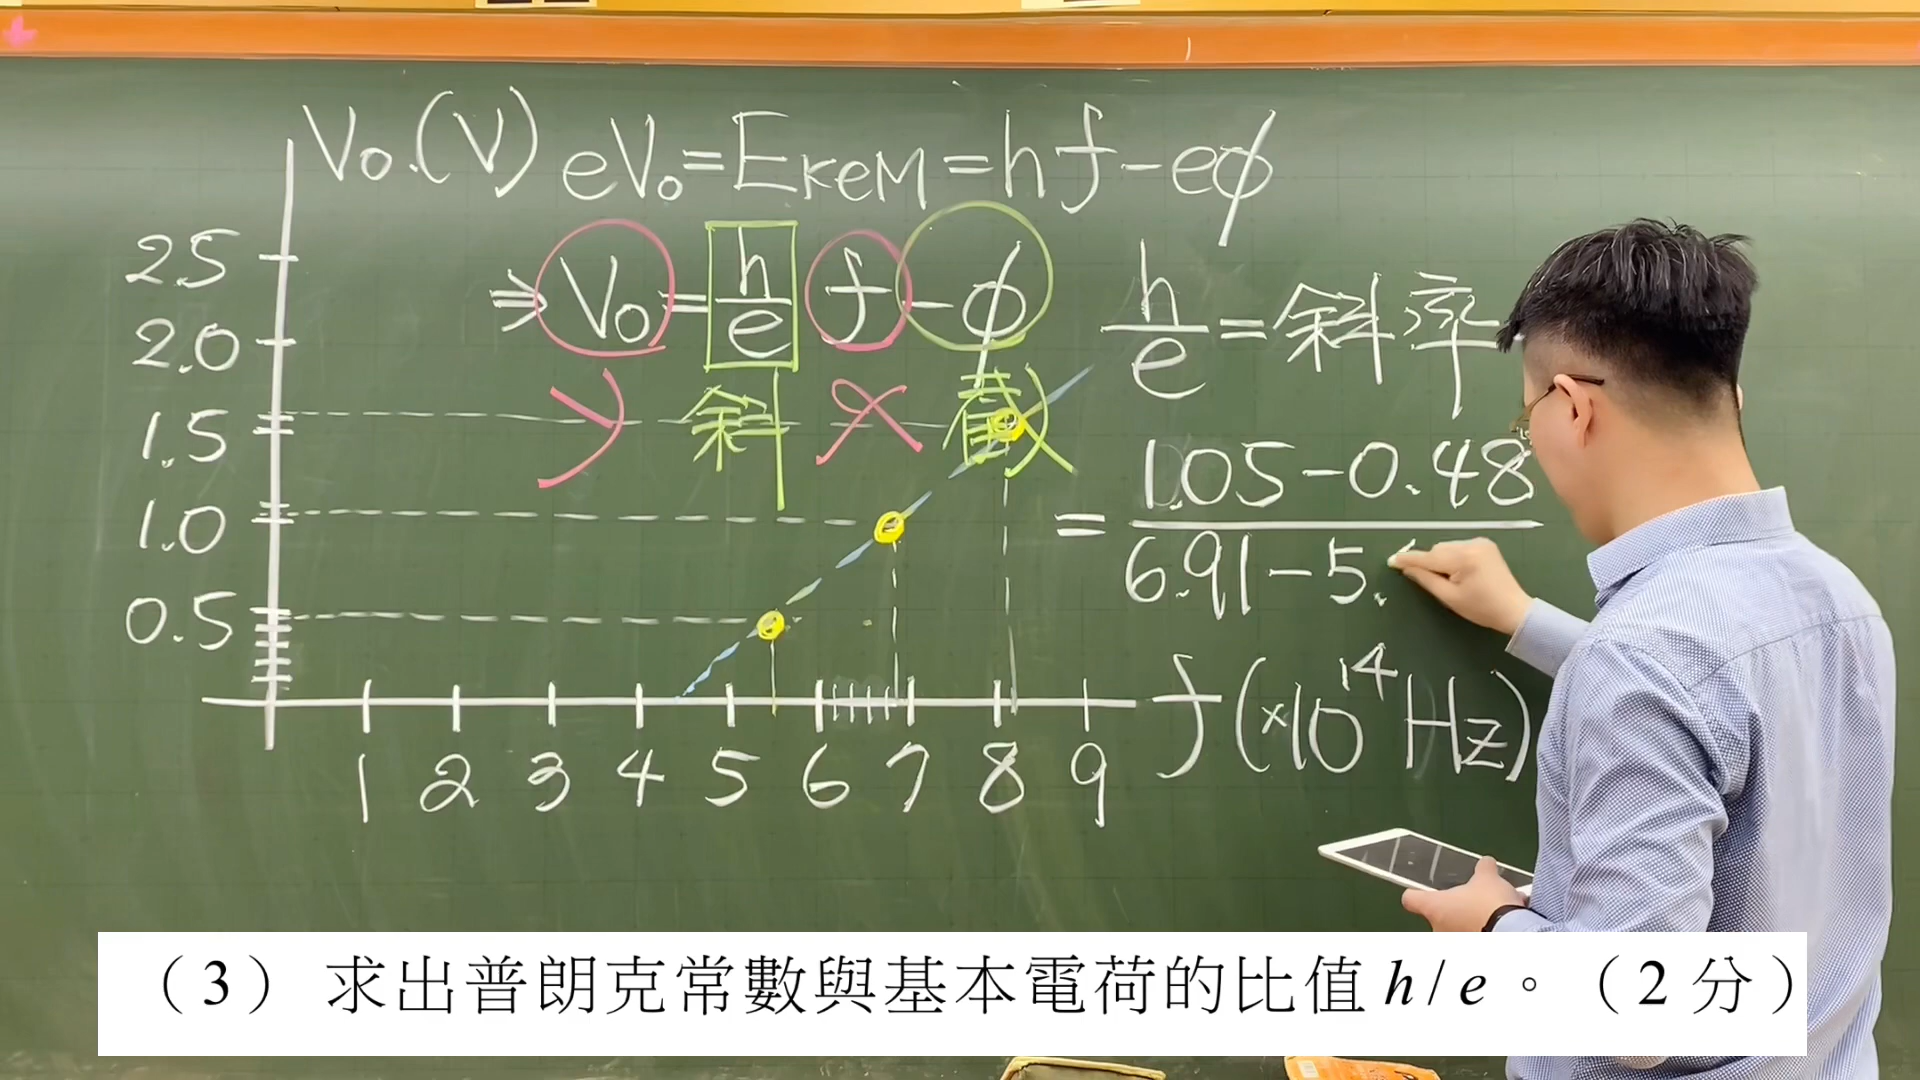 V₀.(V) eV₀=EKeM=hf-eϕ
2.5
⇒V₀=h/e f-ϕ
h/e=斜率
2.0
y 斜 x 截
1.5
1.05-0.48
1.0
=
6.91-5.
0.5
f(×10¹⁴Hz)
1 2 3 4 5 6 7 8 9
（3） 求出普朗克常數與基本電荷的比值 h/e。（2 分）